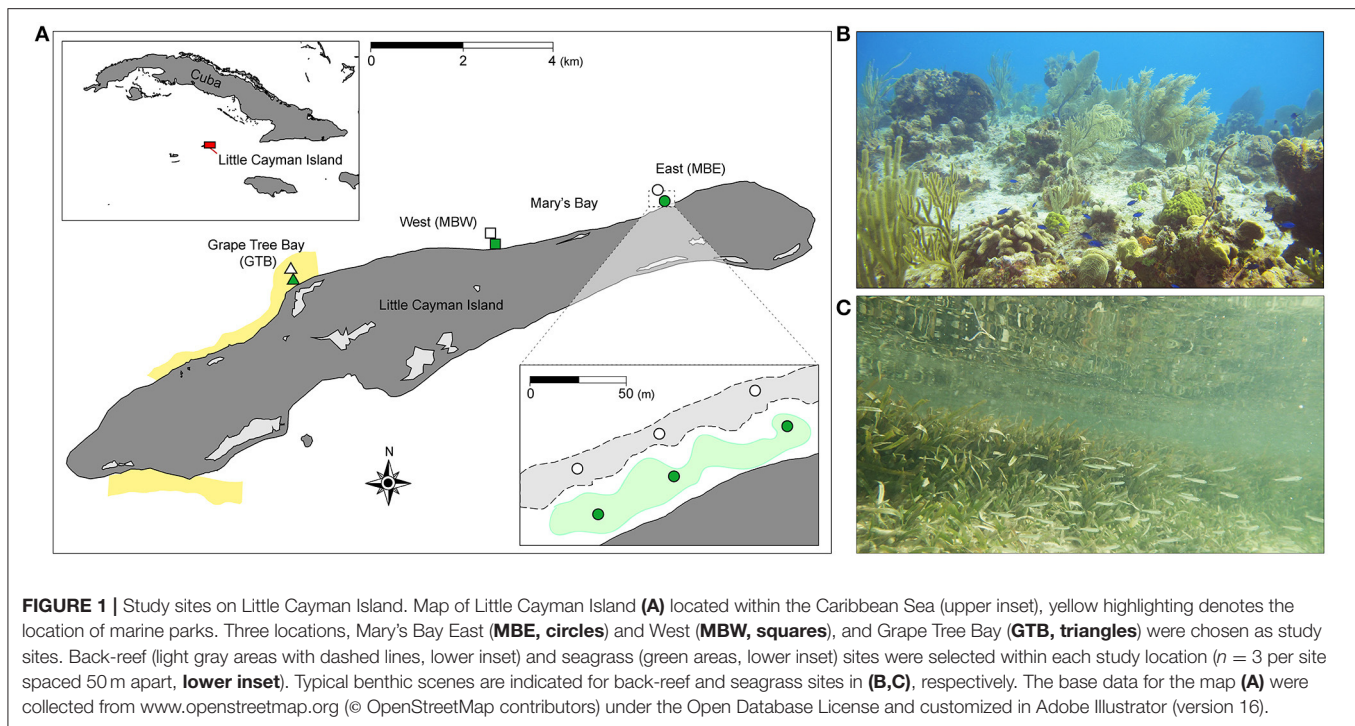 A
Cuba
Little Cayman Island
0 2 4 (km)
East (MBE)
Mary's Bay
West (MBW)
Grape Tree Bay
(GTB)
Little Cayman Island
0 50 (m)
N
B
C
FIGURE 1 | Study sites on Little Cayman Island. Map of Little Cayman Island (A) located within the Caribbean Sea (upper inset), yellow highlighting denotes the
location of marine parks. Three locations, Mary's Bay East (MBE, circles) and West (MBW, squares), and Grape Tree Bay (GTB, triangles) were chosen as study
sites. Back-reef (light gray areas with dashed lines, lower inset) and seagrass (green areas, lower inset) sites were selected within each study location (n = 3 per site
spaced 50 m apart, lower inset). Typical benthic scenes are indicated for back-reef and seagrass sites in (B,C), respectively. The base data for the map (A) were
collected from www.openstreetmap.org (© OpenStreetMap contributors) under the Open Database License and customized in Adobe Illustrator (version 16).